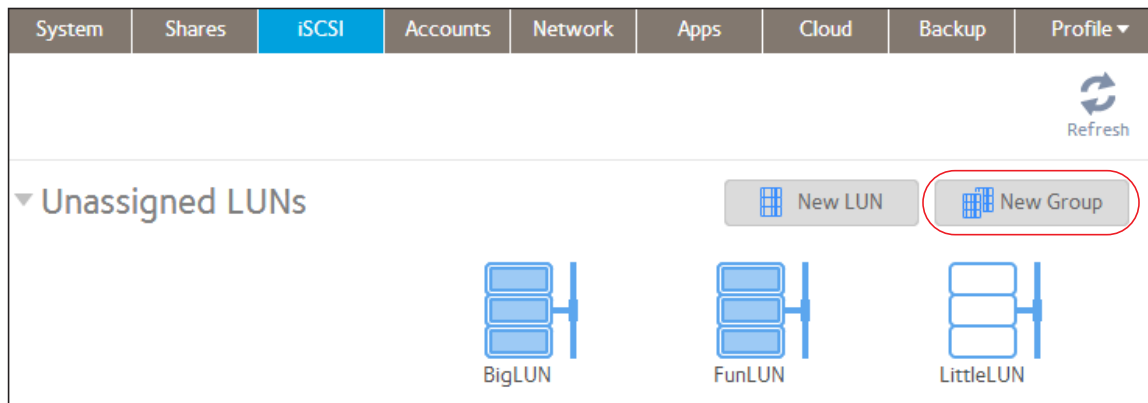 System Shares iSCSI Accounts Network Apps Cloud Backup Profile
Refresh
Unassigned LUNs
New LUN
New Group
BigLUN
FunLUN
LittleLUN